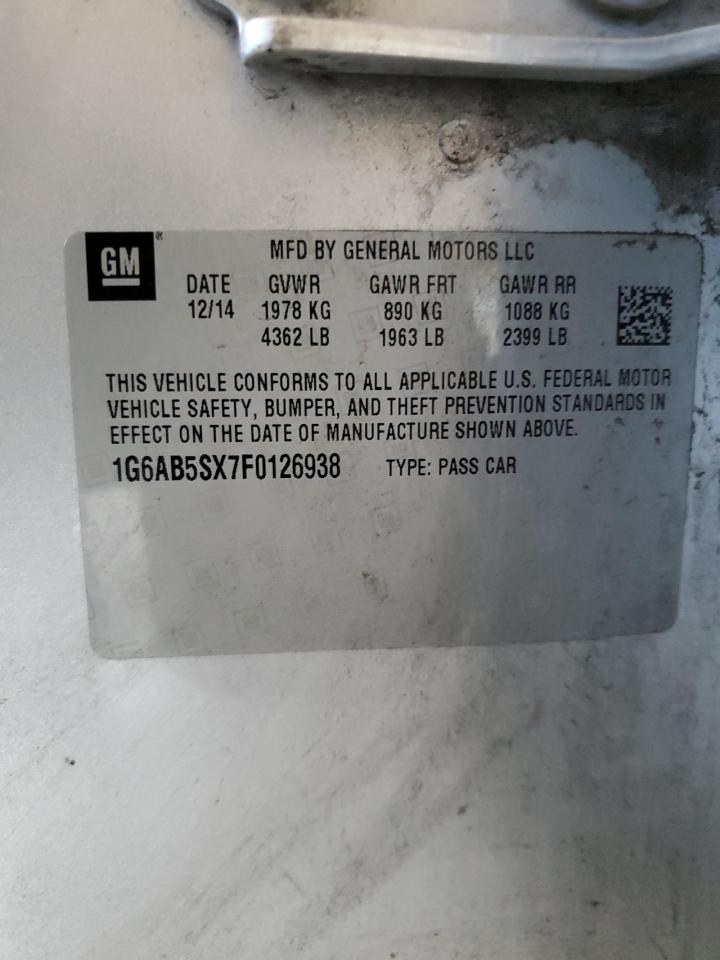 GM®
MFD BY GENERAL MOTORS LLC
DATE GVWR GAWR FRT GAWR RR
12/14 1978 KG 890 KG 1088 KG
4362 LB 1963 LB 2399 LB
THIS VEHICLE CONFORMS TO ALL APPLICABLE U.S. FEDERAL MOTOR
VEHICLE SAFETY, BUMPER, AND THEFT PREVENTION STANDARDS IN
EFFECT ON THE DATE OF MANUFACTURE SHOWN ABOVE.
1G6AB5SX7F0126938 TYPE: PASS CAR